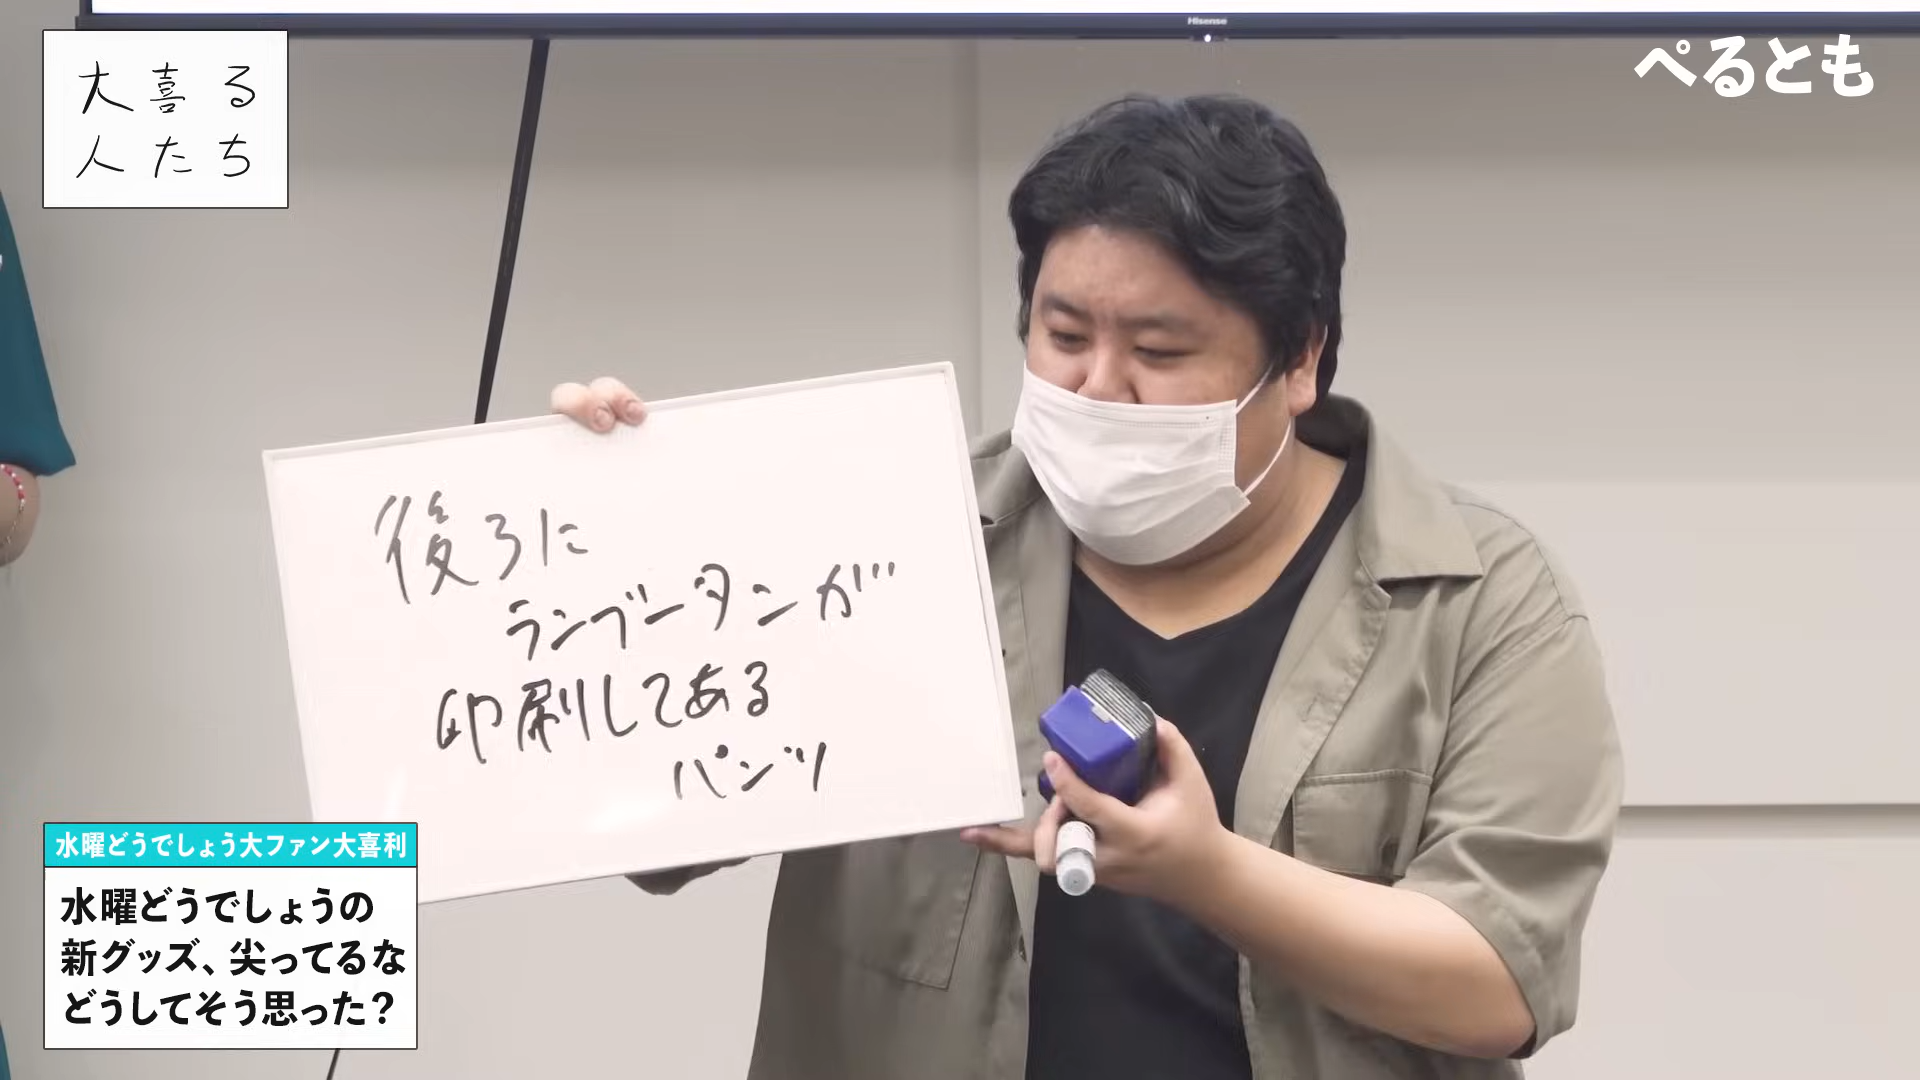 Hisense
大喜る
人たち
ぺるとも
後ろに
ランブータンが
印刷してある
パンツ
水曜どうでしょう大ファン大喜利
水曜どうでしょうの
新グッズ、尖ってるな
どうしてそう思った？